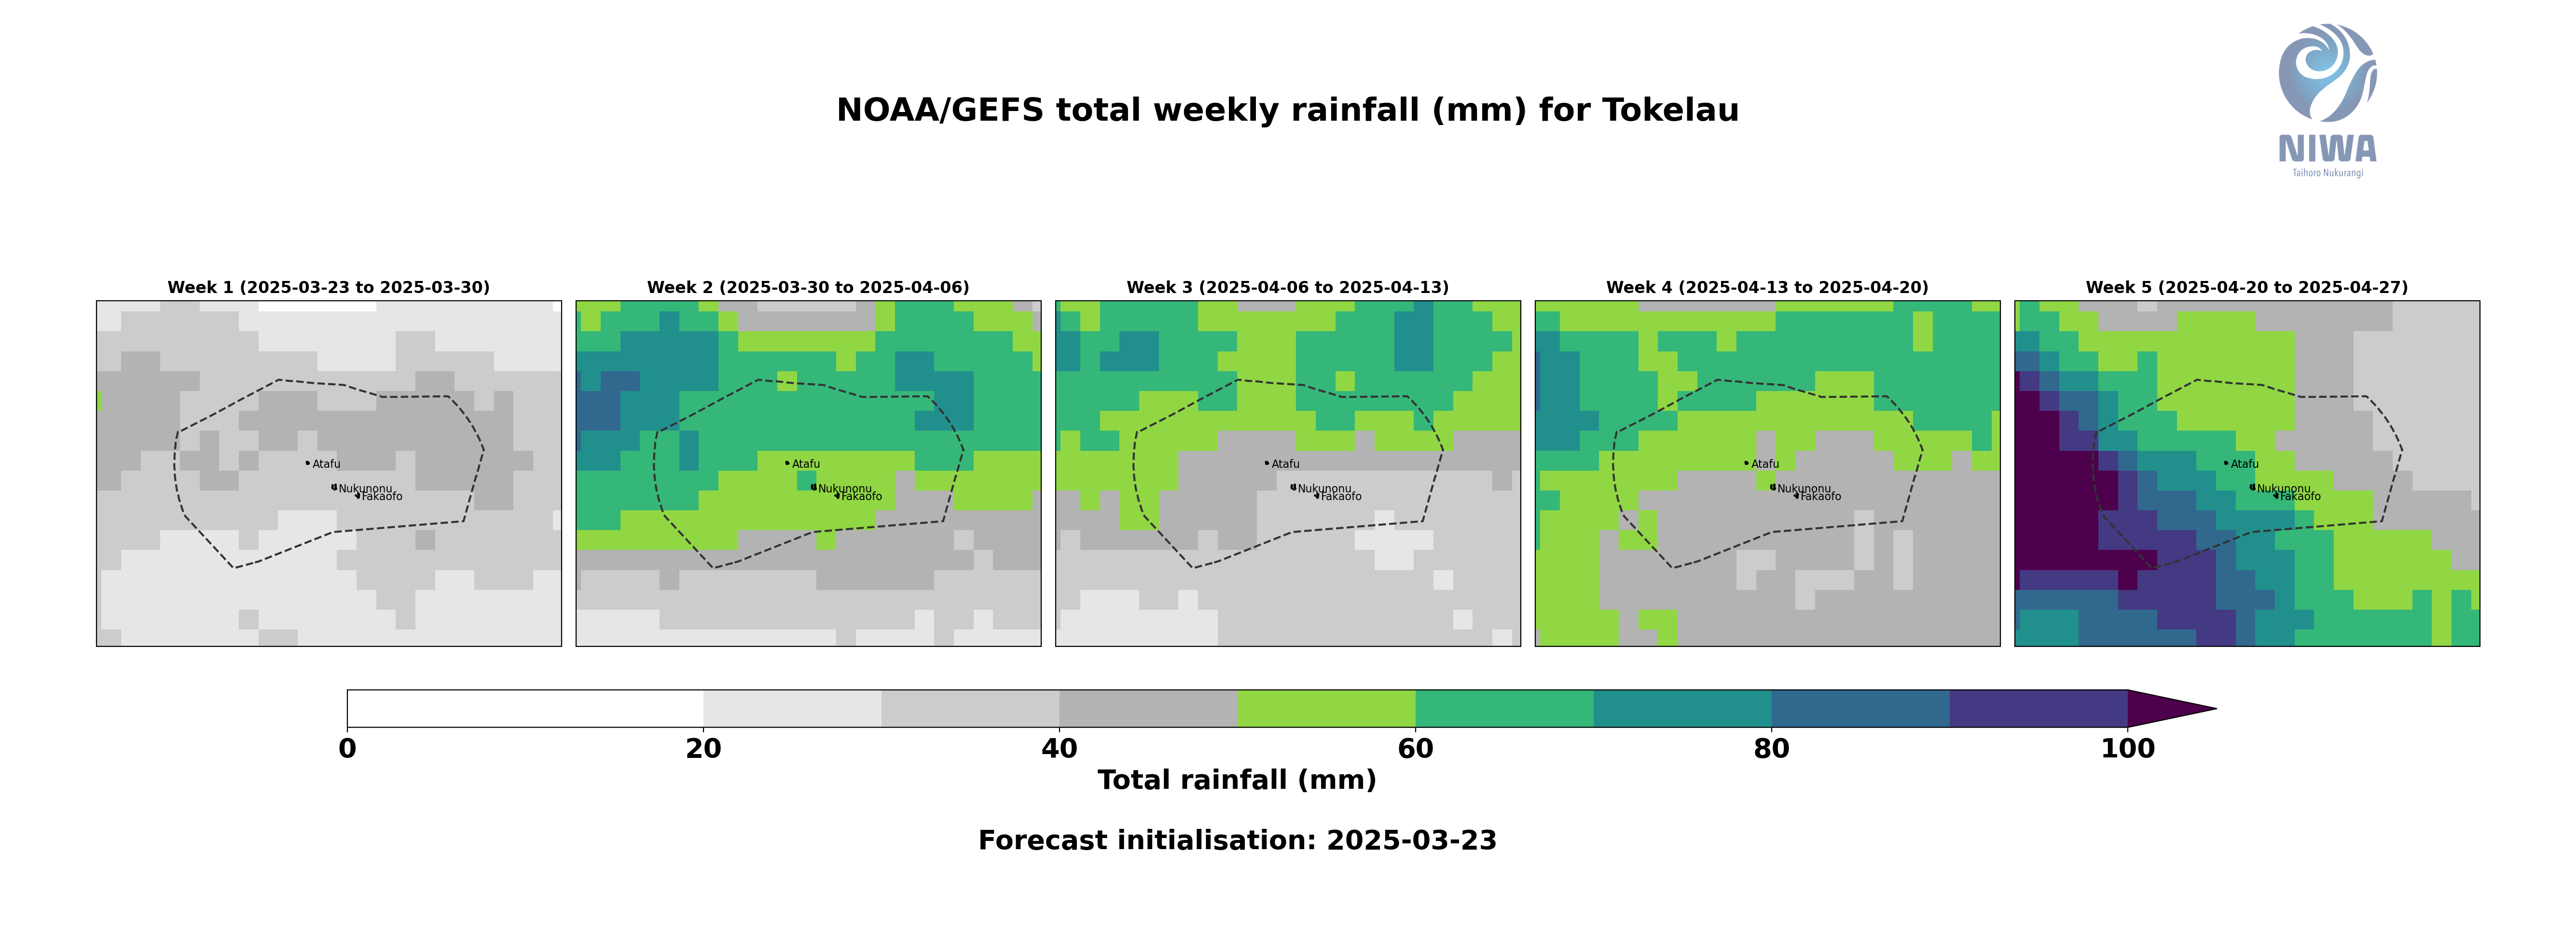 NOAA/GEFS total weekly rainfall (mm) for Tokelau
NIWA
Taihoro Nukurangi
Week 1 (2025-03-23 to 2025-03-30)
Week 2 (2025-03-30 to 2025-04-06)
Week 3 (2025-04-06 to 2025-04-13)
Week 4 (2025-04-13 to 2025-04-20)
Week 5 (2025-04-20 to 2025-04-27)
Atafu
Nukunonu
Fakaofo
Atafu
Nukunonu
Fakaofo
Atafu
Nukunonu
Fakaofo
Atafu
Nukunonu
Fakaofo
Atafu
Nukunonu
Fakaofo
0 20 40 60 80 100
Total rainfall (mm)
Forecast initialisation: 2025-03-23